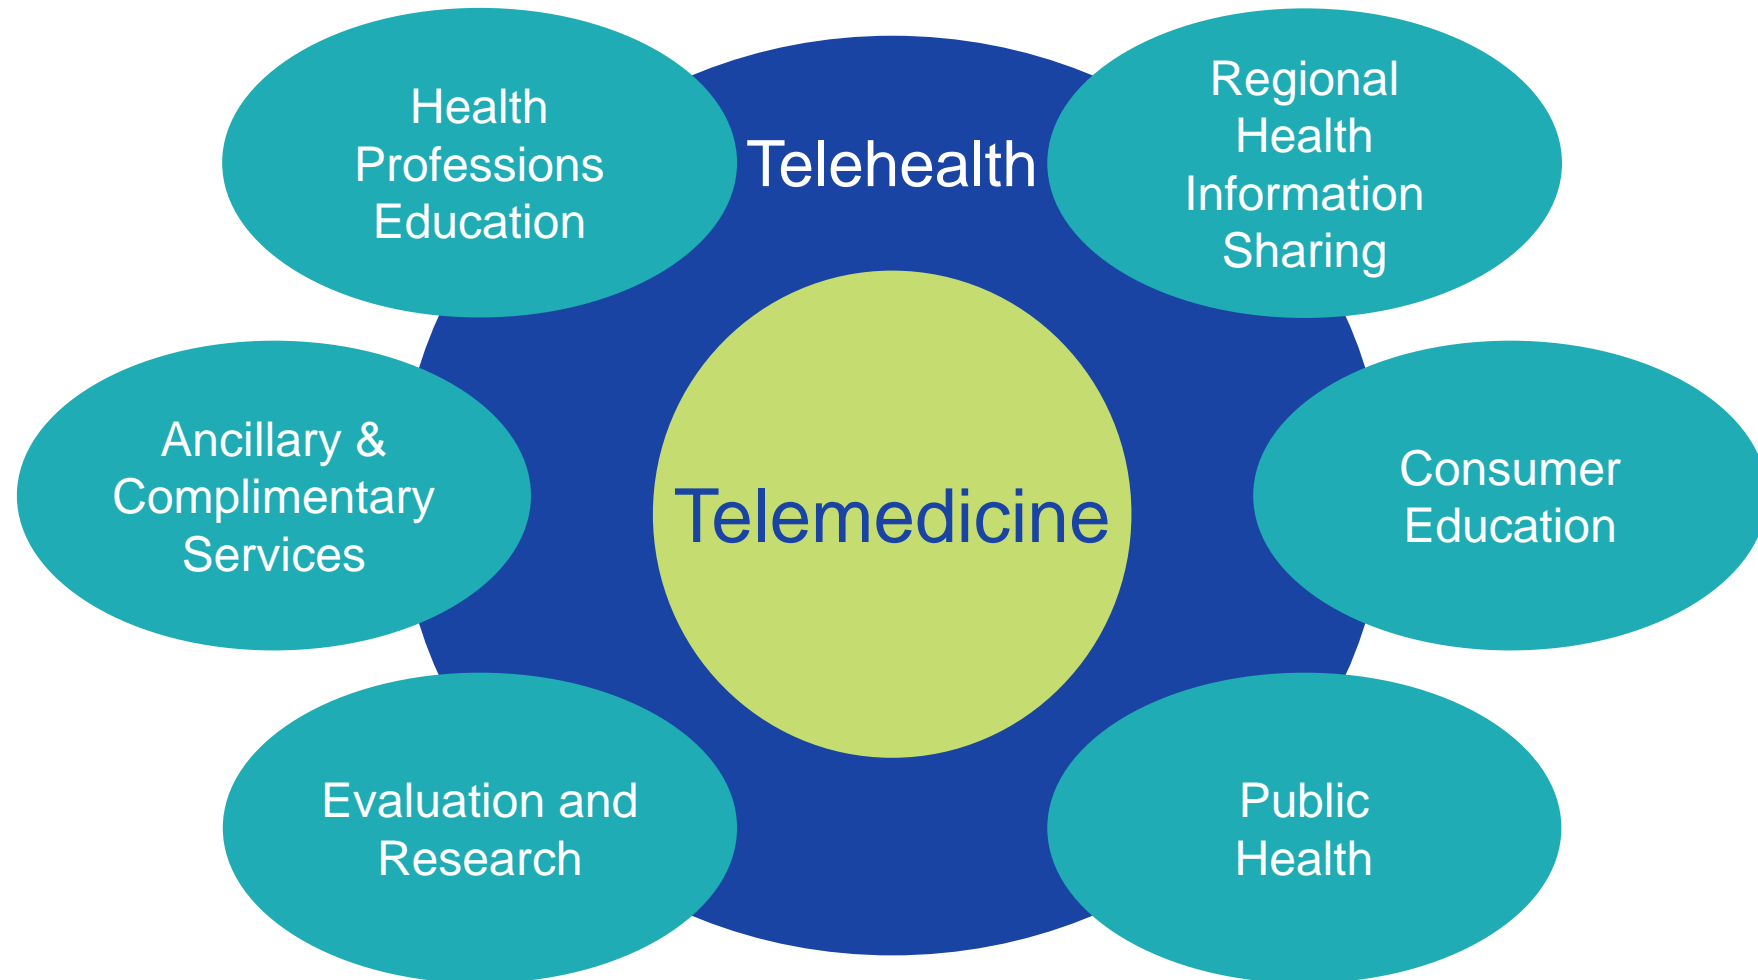 Health
Professions
Education
Telehealth
Regional
Health
Information
Sharing
Ancillary &
Complimentary
Services
Telemedicine
Consumer
Education
Evaluation and
Research
Public
Health